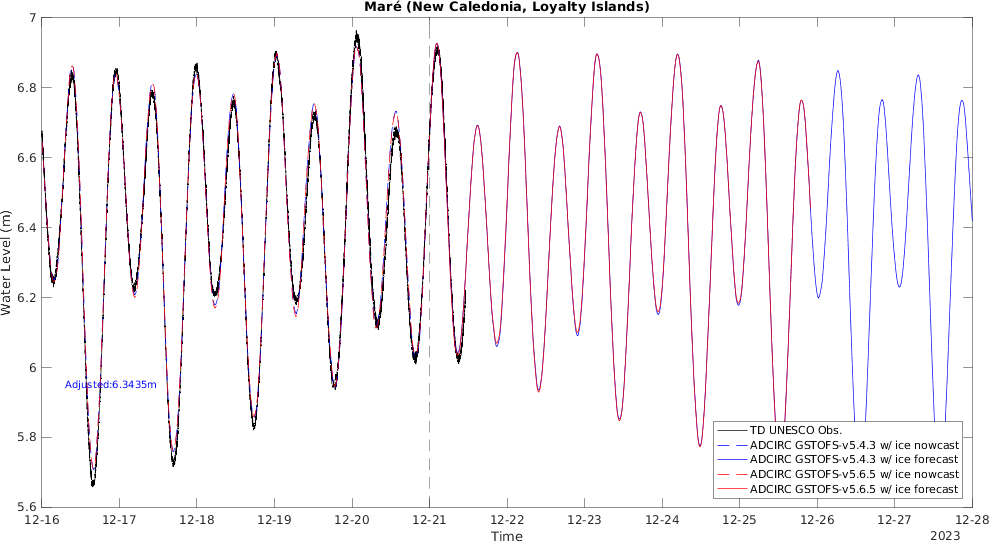 Maré (New Caledonia, Loyalty Islands)
7
6.8
6.6
6.4
6.2
6
5.8
5.6
Water Level (m)
Adjusted:6.3435m
TD UNESCO Obs.
ADCIRC GSTOFS-v5.4.3 w/ ice nowcast
ADCIRC GSTOFS-v5.4.3 w/ ice forecast
ADCIRC GSTOFS-v5.6.5 w/ ice nowcast
ADCIRC GSTOFS-v5.6.5 w/ ice forecast
12-16 12-17 12-18 12-19 12-20 12-21 12-22 12-23 12-24 12-25 12-26 12-27 12-28
Time
2023